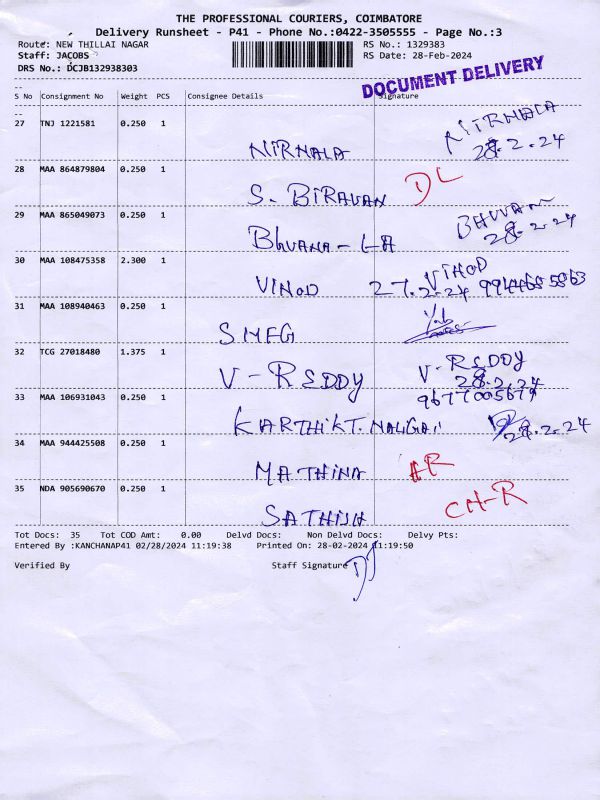 THE PROFESSIONAL COURIERS, COIMBATORE
Delivery Runsheet - P41 - Phone No.:0422-3505555 - Page No.:3
Route: NEW THILLAI NAGAR
RS No.: 1329383
Staff: JACOBS
RS Date: 28-Feb-2024
DRS No.: DCJB132938303
DOCUMENT DELIVERY
--
S No Consignment No Weight PCS Consignee Details Signature
--
27 TNJ 1221581 0.250 1
NIRMALA NIRMALA
28.2.24
28 MAA 864879804 0.250 1
S. BIRAVAN DL
29 MAA 865049073 0.250 1
BHUVANA - LA BHUVAN
28.2.24
30 MAA 108475358 2.300 1
VINOD VINOD
27.2.24
31 MAA 108940463 0.250 1
SMFG
32 TCG 27018480 1.375 1
V-REDDY V-REDDY
28.2.24
33 MAA 106931043 0.250 1
9677005679
KARTHIKT. 28.2.24
34 MAA 944425508 0.250 1
MATHINA
35 NDA 905690670 0.250 1
SATHISH CH-R
Tot Docs: 35 Tot COD Amt: 0.00 Delvd Docs: Non Delvd Docs: Delvy Pts:
Entered By :KANCHANAP41 02/28/2024 11:19:38 Printed On: 28-02-2024 11:19:50
Verified By Staff Signature